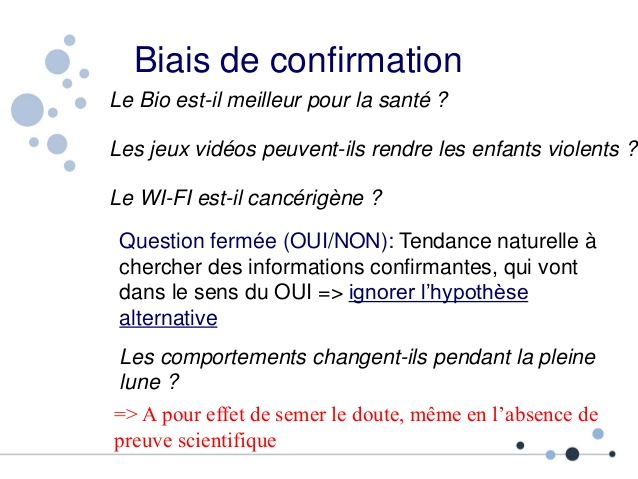 Biais de confirmation
Le Bio est-il meilleur pour la santé ?
Les jeux vidéos peuvent-ils rendre les enfants violents ?
Le WI-FI est-il cancérigène ?
Question fermée (OUI/NON): Tendance naturelle à
chercher des informations confirmantes, qui vont
dans le sens du OUI => ignorer l’hypothèse
alternative
Les comportements changent-ils pendant la pleine
lune ?
=> A pour effet de semer le doute, même en l’absence de
preuve scientifique